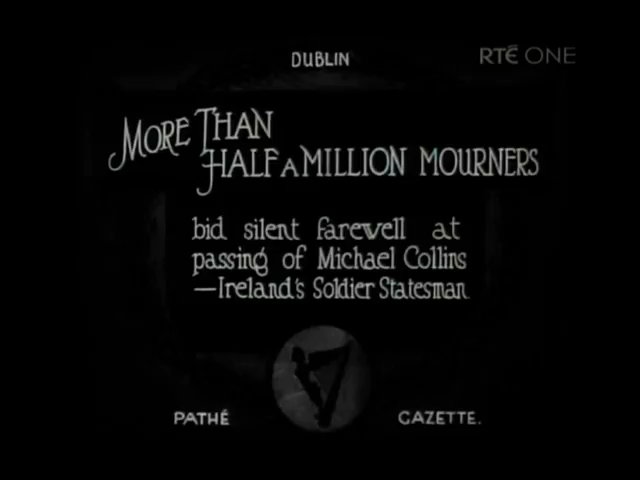 DUBLIN
RTÉ ONE
MORE THAN
HALF A MILLION MOURNERS
bid silent farewell at
passing of Michael Collins
—Ireland's Soldier Statesman
PATHÉ GAZETTE.